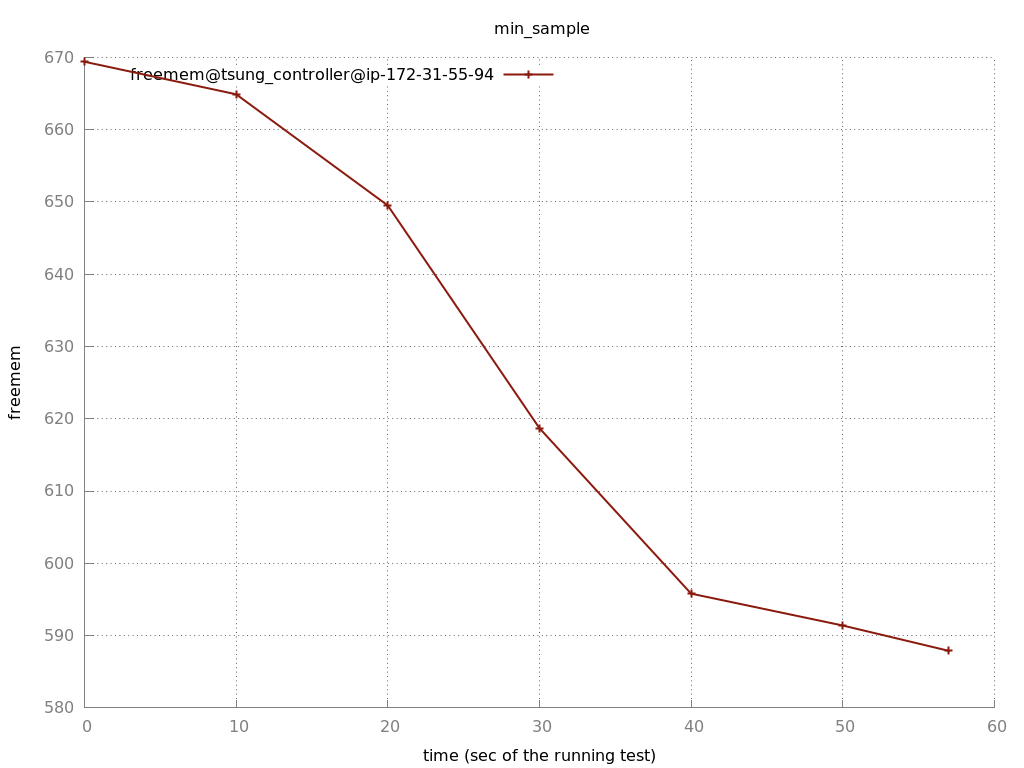 min_sample
670
freemem@tsung_controller@ip-172-31-55-94
660
650
640
630
freemem
620
610
600
590
580
0 10 20 30 40 50 60
time (sec of the running test)